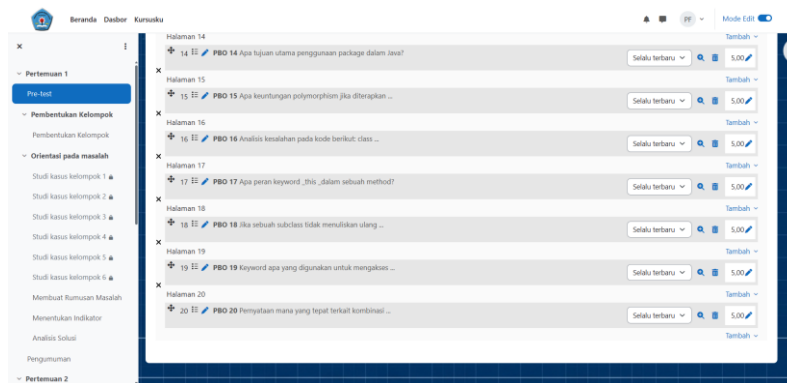 Beranda Dasbor Kursusku
PF
Mode Edit
Pertemuan 1
Pre-test
Pembentukan Kelompok
Pembentukan Kelompok
Orientasi pada masalah
Studi kasus kelompok 1
Studi kasus kelompok 2
Studi kasus kelompok 3
Studi kasus kelompok 4
Studi kasus kelompok 5
Studi kasus kelompok 6
Membuat Rumusan Masalah
Menentukan Indikator
Analisis Solusi
Pengumuman
Pertemuan 2
Halaman 14 Tambah
14 PBO 14 Apa tujuan utama penggunaan package dalam Java? Selalu terbaru 5,00
Halaman 15 Tambah
15 PBO 15 Apa keuntungan polymorphism jika diterapkan ... Selalu terbaru 5,00
Halaman 16 Tambah
16 PBO 16 Analisis kesalahan pada kode berikut: class ... Selalu terbaru 5,00
Halaman 17 Tambah
17 PBO 17 Apa peran keyword _this _dalam sebuah method? Selalu terbaru 5,00
Halaman 18 Tambah
18 PBO 18 Jika sebuah subclass tidak menuliskan ulang ... Selalu terbaru 5,00
Halaman 19 Tambah
19 PBO 19 Keyword apa yang digunakan untuk mengakses ... Selalu terbaru 5,00
Halaman 20 Tambah
20 PBO 20 Pernyataan mana yang tepat terkait kombinasi ... Selalu terbaru 5,00
Tambah